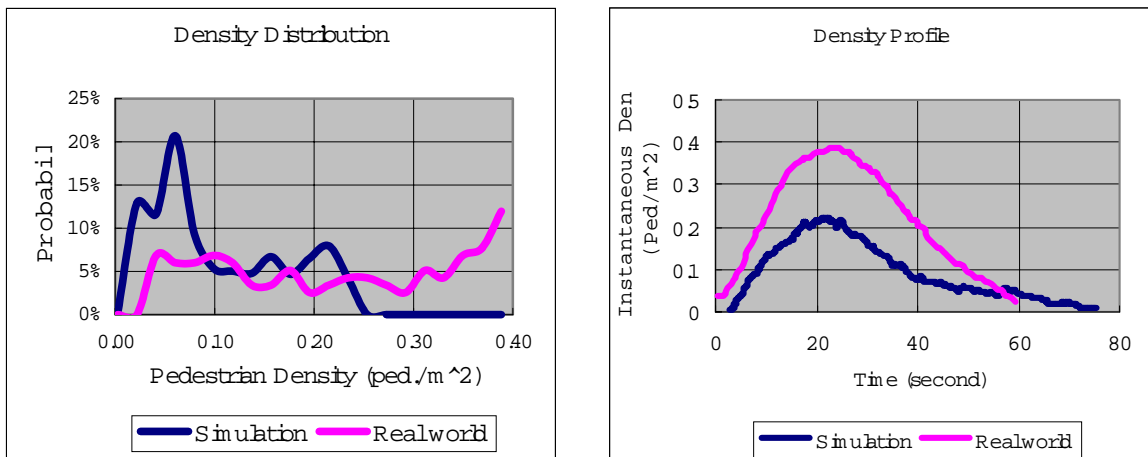 Density Distribution
25%
20%
15%
10%
5%
0%
Probabil
0.00 0.10 0.20 0.30 0.40
Pedestrian Density (ped./m^2)
Simulation Realworld
Density Profile
0.5
0.4
0.3
0.2
0.1
0
Instantaneous Den
(Ped/m^2)
0 20 40 60 80
Time (second)
Simulation Realworld